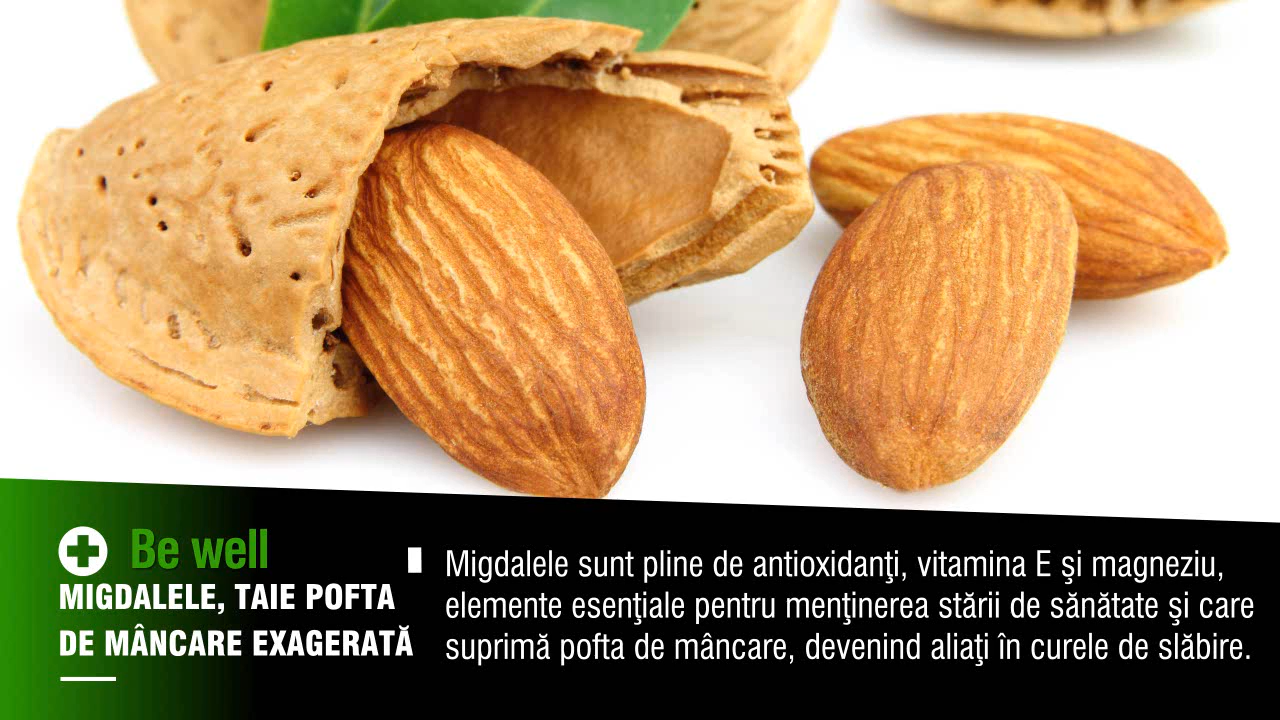 Be well
MIGDALELE, TAIE POFTA
DE MÂNCARE EXAGERATĂ
Migdalele sunt pline de antioxidanţi, vitamina E şi magneziu,
elemente esenţiale pentru menţinerea stării de sănătate şi care
suprimă pofta de mâncare, devenind aliaţi în curele de slăbire.